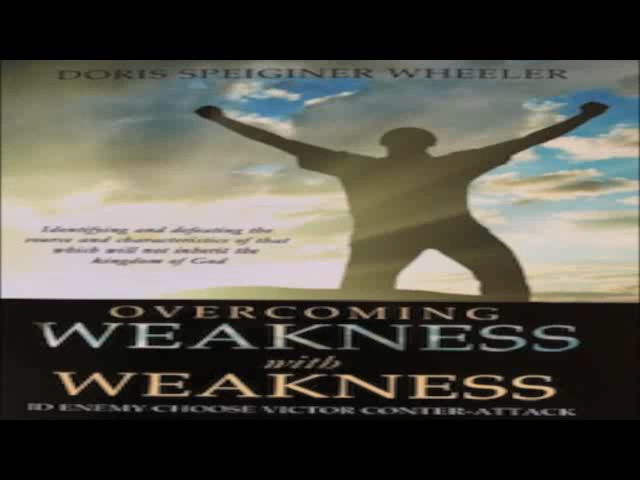 DORIS SPEIGINER WHEELER
Identifying and defeating the
source and characteristics of that
which will not inherit the
kingdom of God
OVERCOMING
WEAKNESS
with
WEAKNESS
ID ENEMY CHOOSE VICTOR CONTER-ATTACK